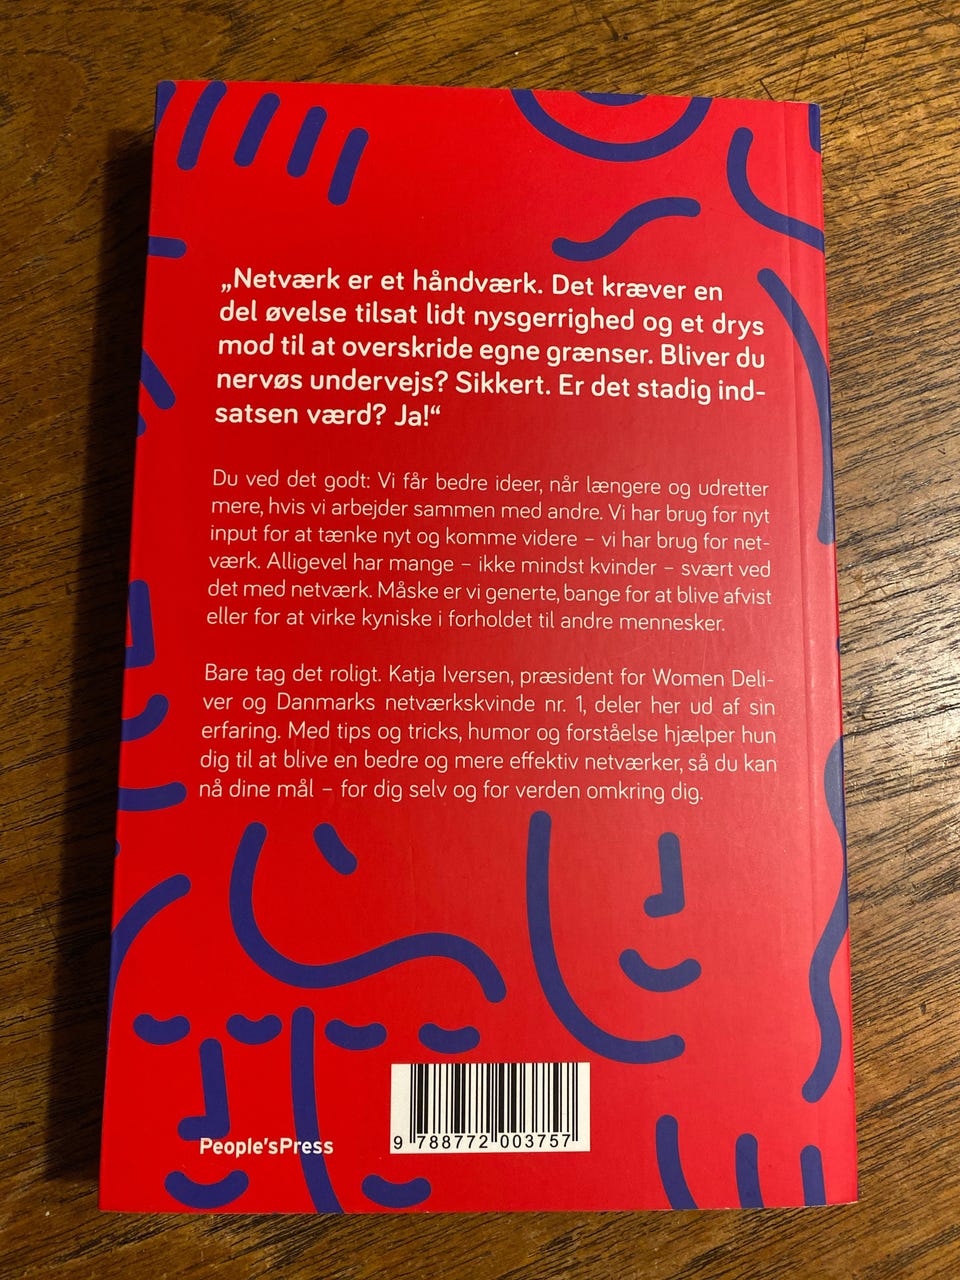 „Netværk er et håndværk. Det kræver en
del øvelse tilsat lidt nysgerrighed og et drys
mod til at overskride egne grænser. Bliver du
nervøs undervejs? Sikkert. Er det stadig ind-
satsen værd? Ja!“
Du ved det godt: Vi får bedre ideer, når længere og udretter
mere, hvis vi arbejder sammen med andre. Vi har brug for nyt
input for at tænke nyt og komme videre – vi har brug for net-
værk. Alligevel har mange – ikke mindst kvinder – svært ved
det med netværk. Måske er vi generte, bange for at blive afvist
eller for at virke kyniske i forholdet til andre mennesker.
Bare tag det roligt. Katja Iversen, præsident for Women Deli-
ver og Danmarks netværkskvinde nr. 1, deler her ud af sin
erfaring. Med tips og tricks, humor og forståelse hjælper hun
dig til at blive en bedre og mere effektiv netværker, så du kan
nå dine mål – for dig selv og for verden omkring dig.
People'sPress
9 788772 003757